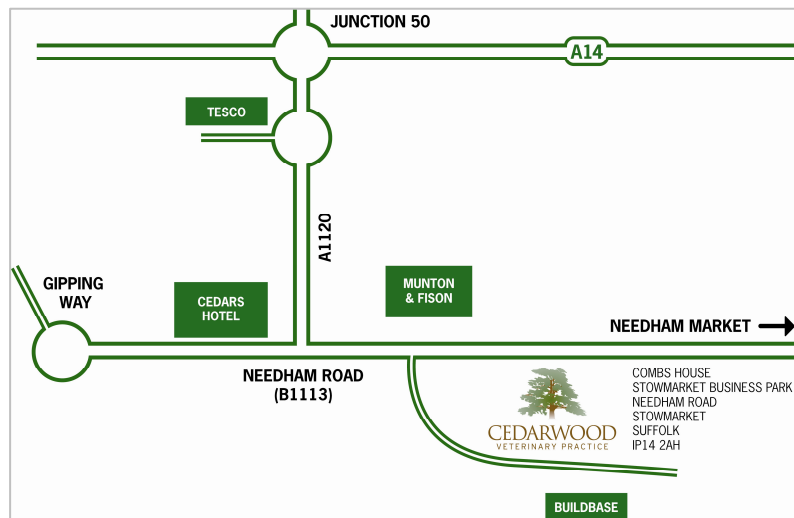 JUNCTION 50
A14
TESCO
A1120
GIPPING
WAY
CEDARS
HOTEL
MUNTON
& FISON
NEEDHAM MARKET
NEEDHAM ROAD
(B1113)
CEDARWOOD
VETERINARY PRACTICE
COMBS HOUSE
STOWMARKET BUSINESS PARK
NEEDHAM ROAD
STOWMARKET
SUFFOLK
IP14 2AH
BUILDBASE